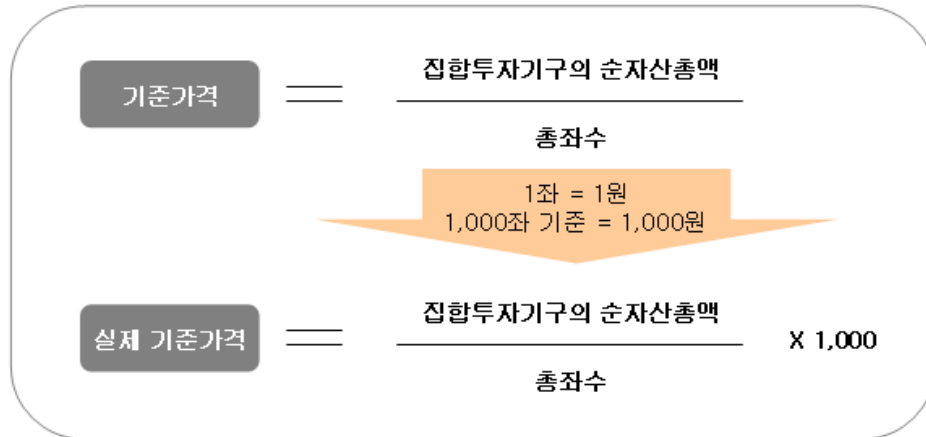 집합투자기구의 순자산총액
기준가격
총좌수
1좌 = 1원
1,000좌 기준 = 1,000원
집합투자기구의 순자산총액
실제 기준가격
X 1,000
총좌수